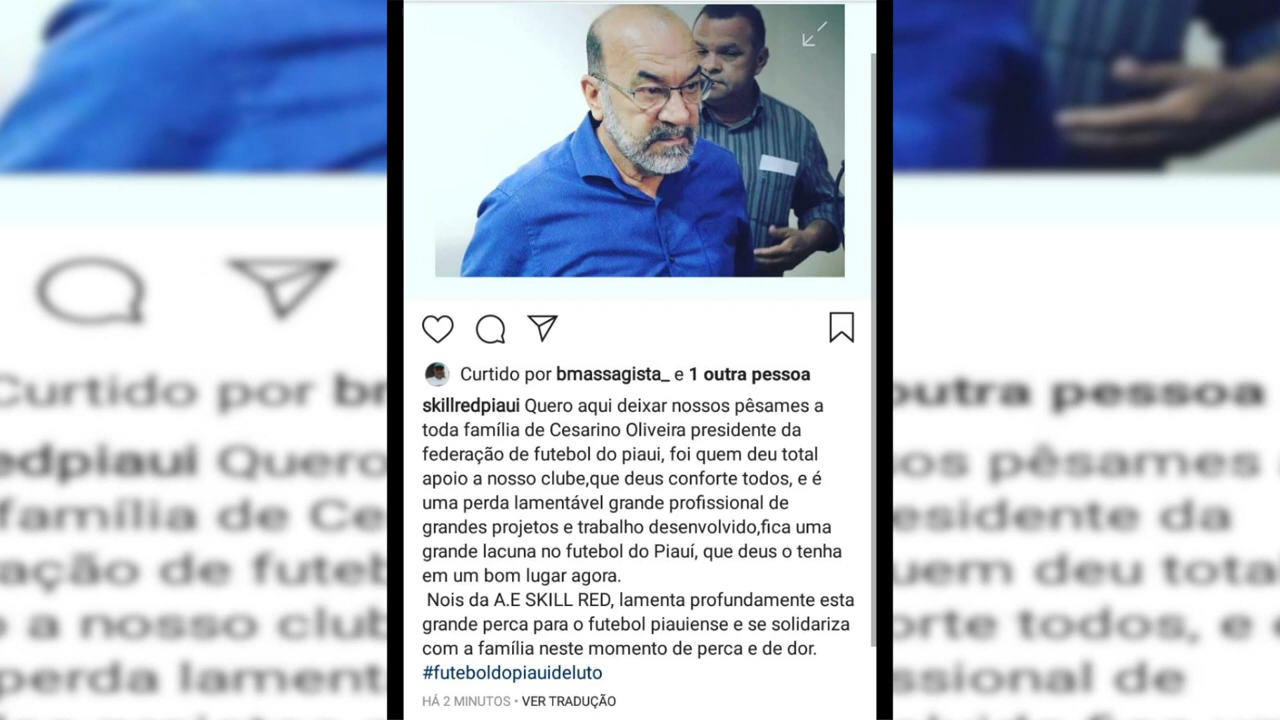 Curtido por bmassagista_ e 1 outra pessoa
skillredpiaui Quero aqui deixar nossos pêsames a
toda família de Cesarino Oliveira presidente da
federação de futebol do piaui, foi quem deu total
apoio a nosso clube,que deus conforte todos, e é
uma perda lamentável grande profissional de
grandes projetos e trabalho desenvolvido,fica uma
grande lacuna no futebol do Piauí, que deus o tenha
em um bom lugar agora.
Nois da A.E SKILL RED, lamenta profundamente esta
grande perca para o futebol piauiense e se solidariza
com a família neste momento de perca e de dor.
#futeboldopiauideluto
HÁ 2 MINUTOS • VER TRADUÇÃO